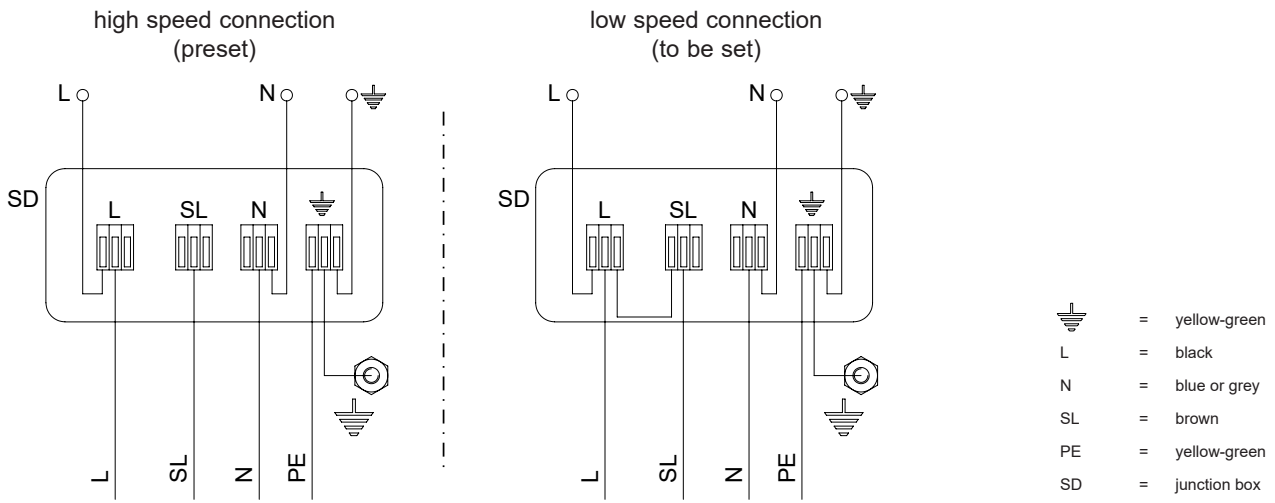 high speed connection
(preset)
L
N
SD
L
SL
N
L
SL
N
PE
low speed connection
(to be set)
L
N
SD
L
SL
N
L
SL
N
PE
= yellow-green
L = black
N = blue or grey
SL = brown
PE = yellow-green
SD = junction box